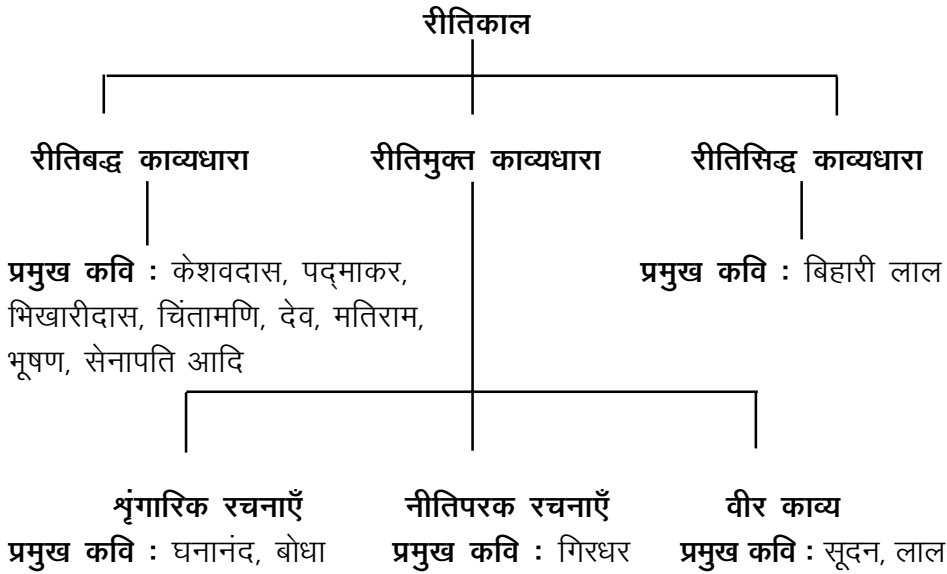 रीतिकाल
रीतिबद्ध काव्यधारा
रीतिमुक्त काव्यधारा
रीतिसिद्ध काव्यधारा
प्रमुख कवि : केशवदास, पद्‌माकर,
भिखारीदास, चिंतामणि, देव, मतिराम,
भूषण, सेनापति आदि
प्रमुख कवि : बिहारी लाल
शृंगारिक रचनाएँ
प्रमुख कवि : घनानंद, बोधा
नीतिपरक रचनाएँ
प्रमुख कवि : गिरधर
वीर काव्य
प्रमुख कवि : सूदन, लाल